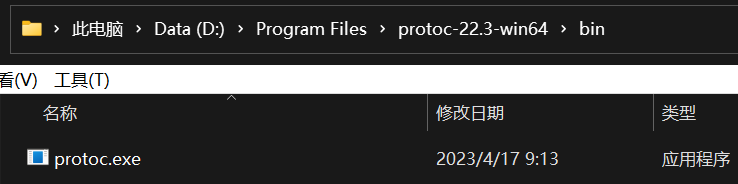 此电脑 › Data (D:) › Program Files › protoc-22.3-win64 › bin
看(V) 工具(T)
名称 修改日期 类型
protoc.exe 2023/4/17 9:13 应用程序